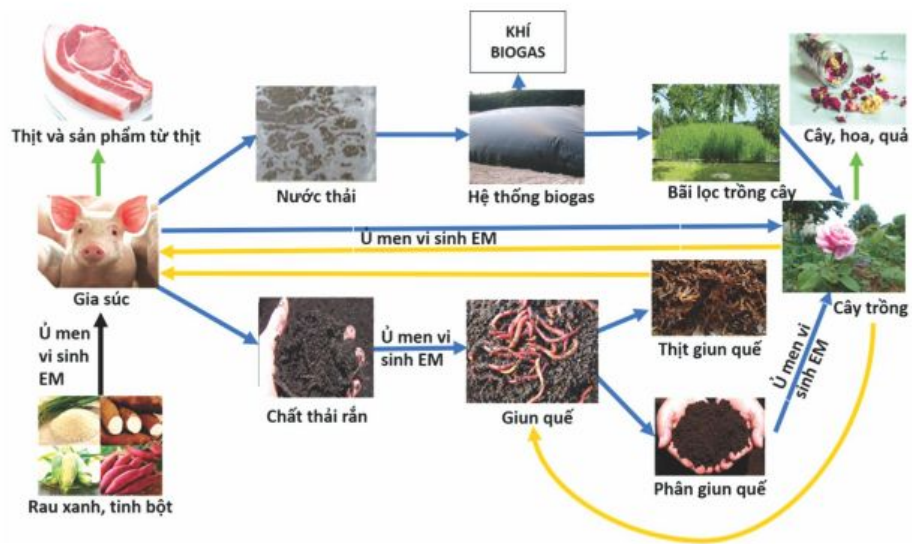 KHÍ
BIOGAS
Thịt và sản phẩm từ thịt
Nước thải
Hệ thống biogas
Bãi lọc trồng cây
Cây, hoa, quả
Ủ men vi sinh EM
Gia súc
Cây trồng
Ủ men
vi sinh
EM
Ủ men vi
sinh EM
Thịt giun quế
Ủ men vi
sinh EM
Chất thải rắn
Giun quế
Phân giun quế
Rau xanh, tinh bột